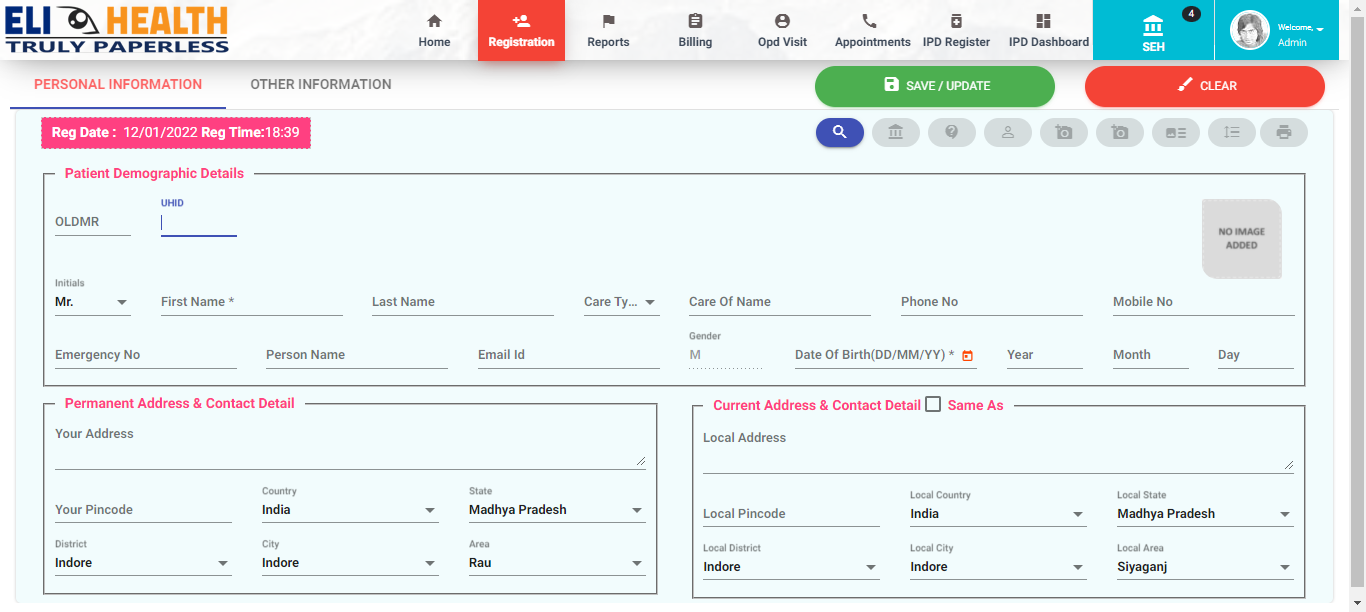 ELI HEALTH
TRULY PAPERLESS
Home
Registration
Reports
Billing
Opd Visit
Appointments
IPD Register
IPD Dashboard
SEH
4
Welcome,
Admin
PERSONAL INFORMATION
OTHER INFORMATION
SAVE / UPDATE
CLEAR
Reg Date : 12/01/2022 Reg Time:18:39
Patient Demographic Details
OLDMR
UHID
NO IMAGE
ADDED
Initials
Mr.
First Name *
Last Name
Care Ty...
Care Of Name
Phone No
Mobile No
Emergency No
Person Name
Email Id
Gender
M
Date Of Birth(DD/MM/YY) *
Year
Month
Day
Permanent Address & Contact Detail
Your Address
Your Pincode
Country
India
State
Madhya Pradesh
District
Indore
City
Indore
Area
Rau
Current Address & Contact Detail
Same As
Local Address
Local Pincode
Local Country
India
Local State
Madhya Pradesh
Local District
Indore
Local City
Indore
Local Area
Siyaganj